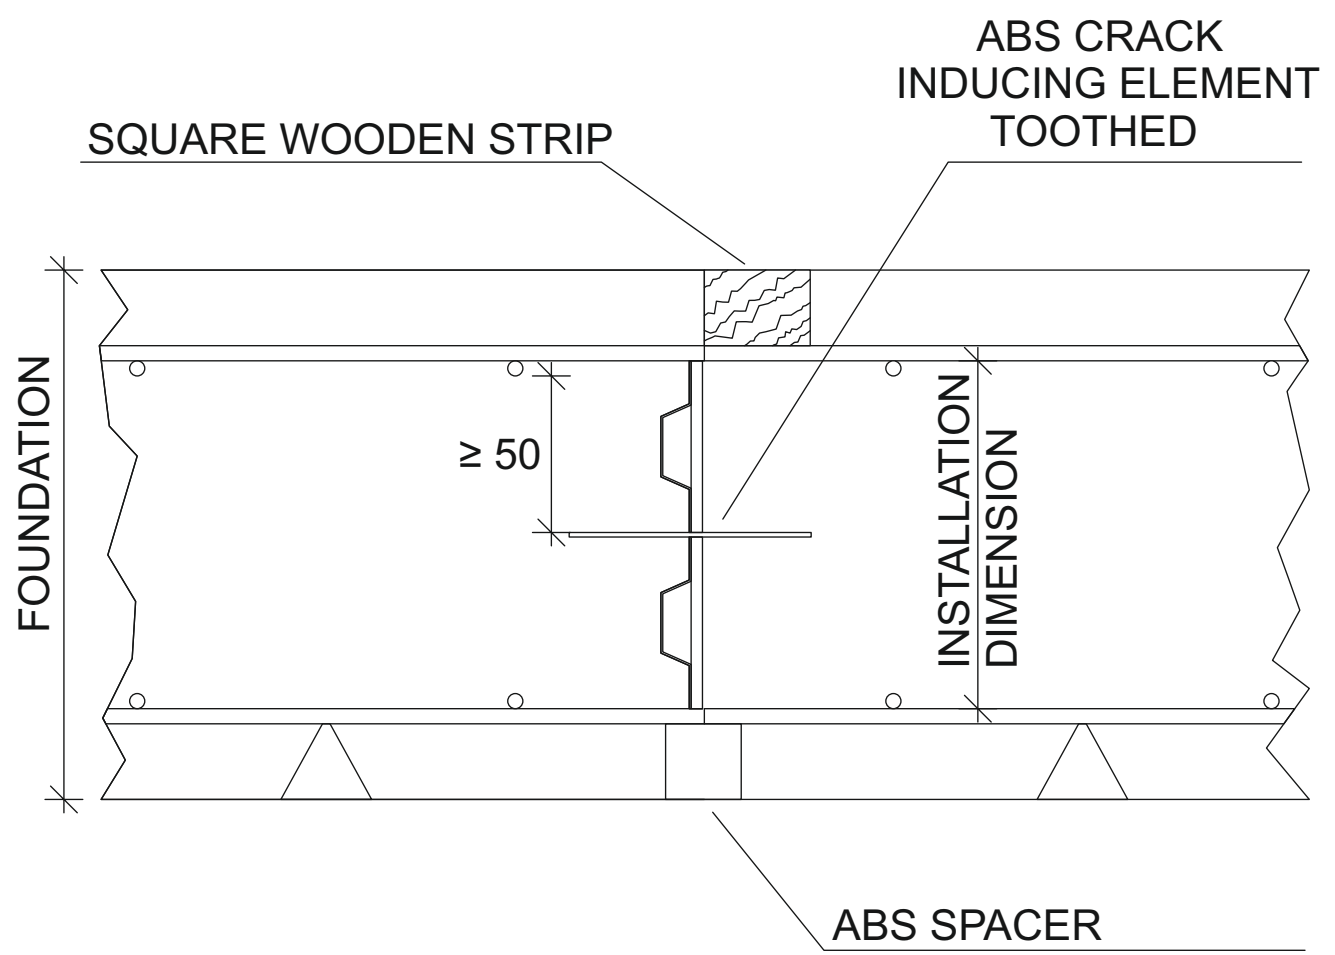 ABS CRACK
INDUCING ELEMENT
TOOTHED
SQUARE WOODEN STRIP
FOUNDATION
≥ 50
INSTALLATION
DIMENSION
ABS SPACER